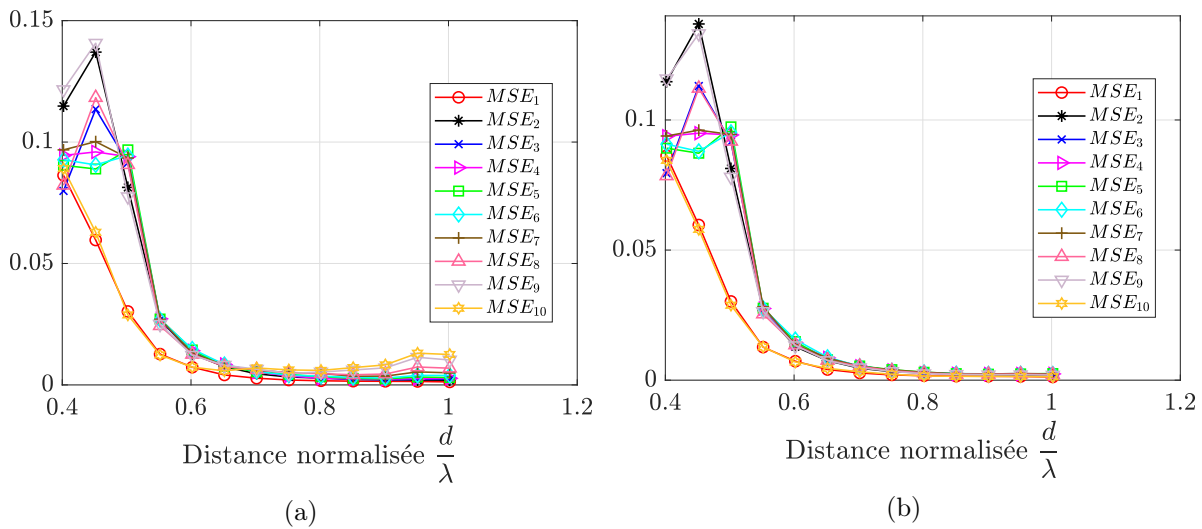 0.15
0.1
0.05
0
0.4
0.6
0.8
1
1.2
MSE₁
MSE₂
MSE₃
MSE₄
MSE₅
MSE₆
MSE₇
MSE₈
MSE₉
MSE₁₀
Distance normalisée d/λ
(a)
0.1
0.05
0
0.4
0.6
0.8
1
1.2
MSE₁
MSE₂
MSE₃
MSE₄
MSE₅
MSE₆
MSE₇
MSE₈
MSE₉
MSE₁₀
Distance normalisée d/λ
(b)